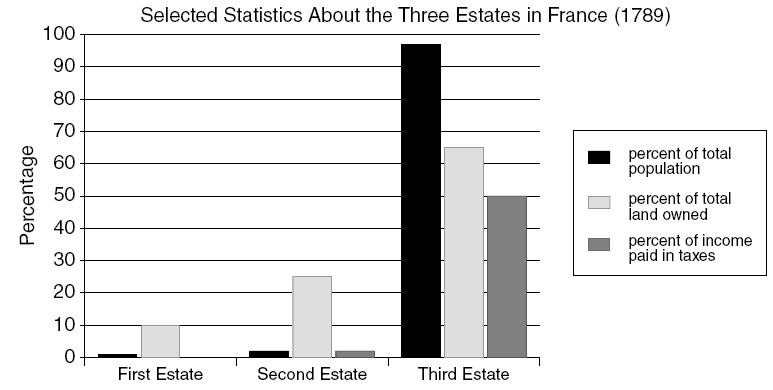 Selected Statistics About the Three Estates in France (1789)
Percentage
100
90
80
70
60
50
40
30
20
10
0
First Estate
Second Estate
Third Estate
percent of total
population
percent of total
land owned
percent of income
paid in taxes